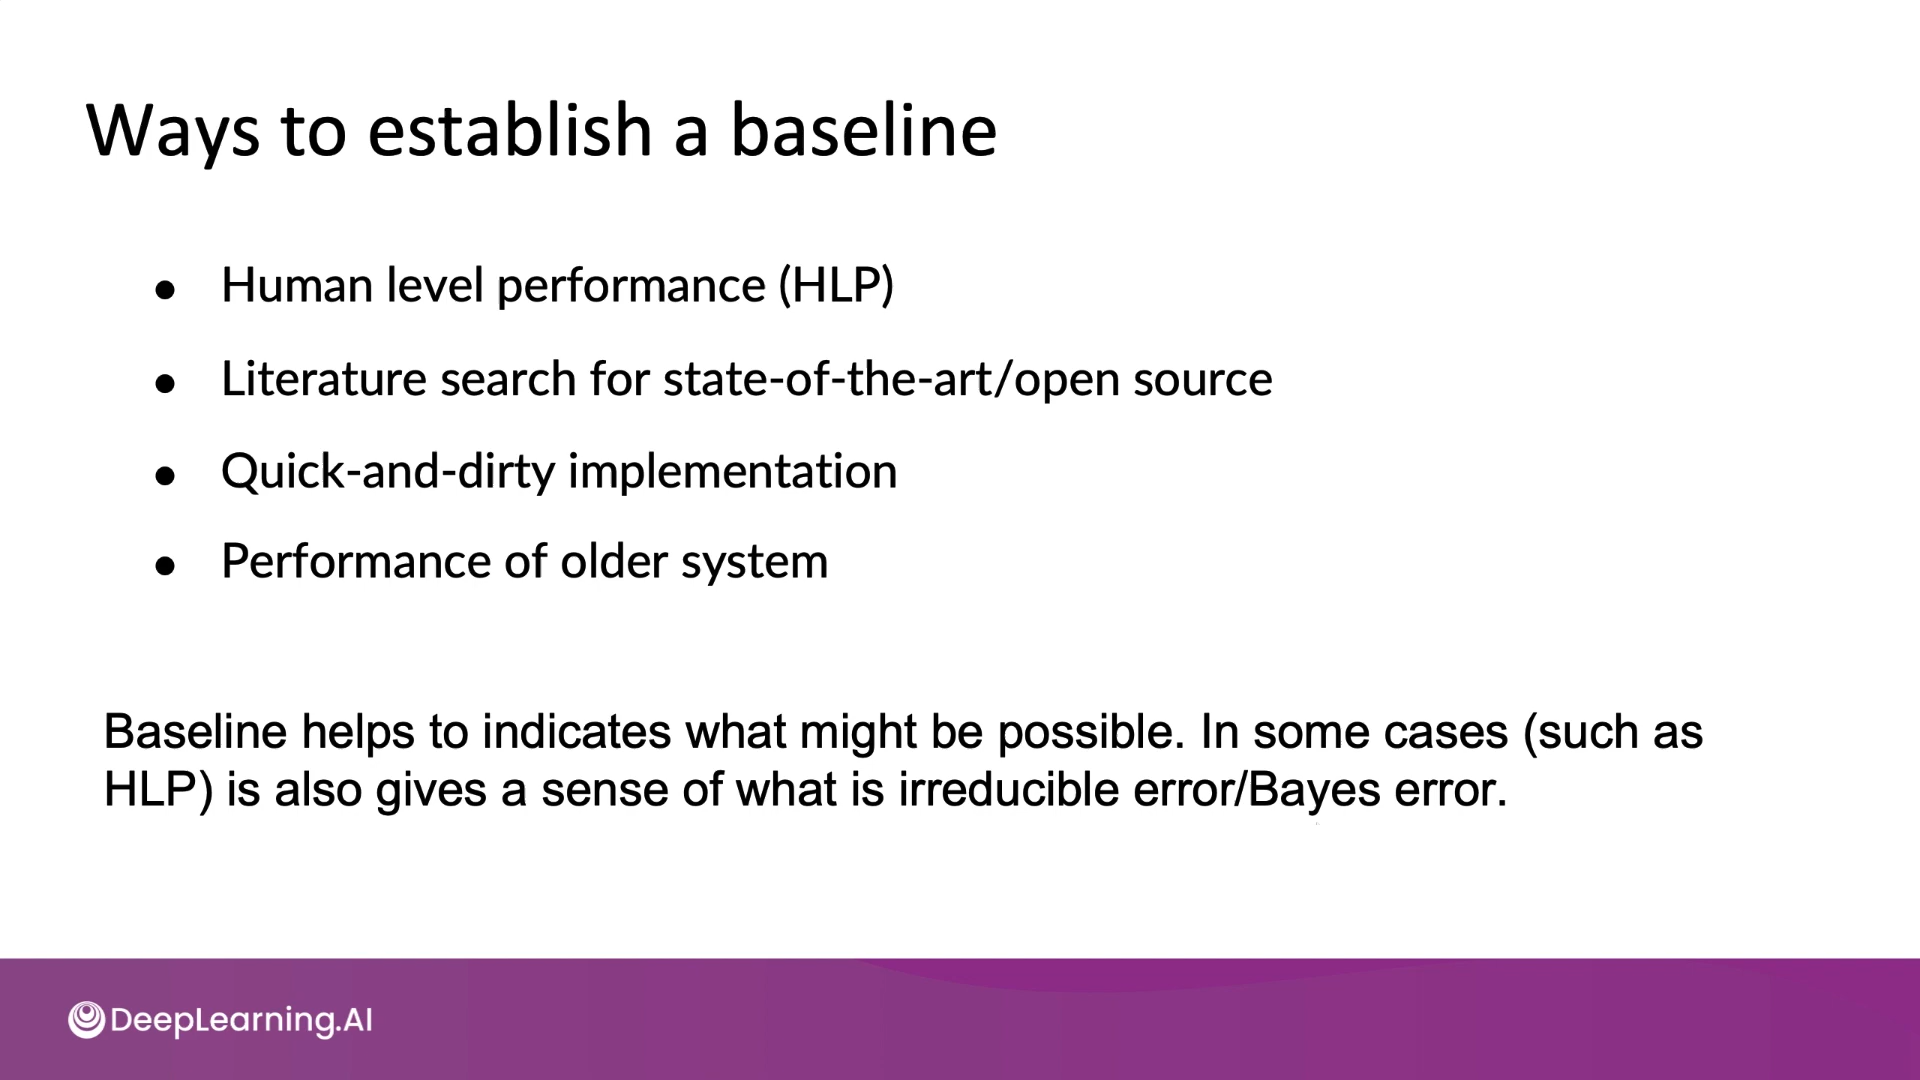 Ways to establish a baseline
● Human level performance (HLP)
● Literature search for state-of-the-art/open source
● Quick-and-dirty implementation
● Performance of older system
Baseline helps to indicates what might be possible. In some cases (such as
HLP) is also gives a sense of what is irreducible error/Bayes error.
DeepLearning.AI